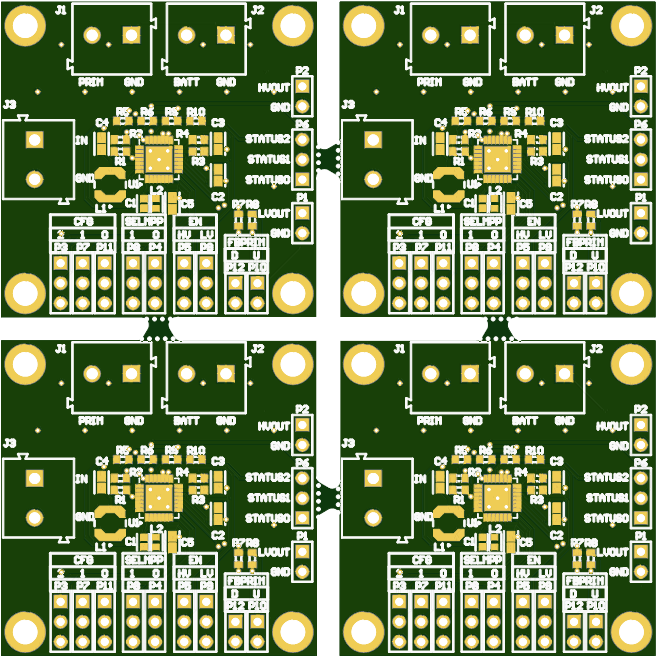 J1 J2 J1 J2
PRIM GND BATT GND PRIM GND BATT GND
P2 P2
HVOUT HVOUT
GND GND
J3 J3
R5 R6 R9 R10 R5 R6 R9 R10
C4 C3 P6 C4 C3 P6
IN R2 R4 STATUS2 IN R2 R4 STATUS2
R1 R3 STATUS1 R1 R3 STATUS1
GND U1 STATUS0 GND U1 STATUS0
L2 C2 P1 L2 C2 P1
L1 C1 C5 R7 R8 LVOUT L1 C1 C5 R7 R8 LVOUT
GND GND
CFG SELMPP EN CFG SELMPP EN
2 1 0 1 0 HV LV 2 1 0 1 0 HV LV
P3 P7 P11 P8 P4 P5 P9 P3 P7 P11 P8 P4 P5 P9
FBPRIM FBPRIM
D U D U
P12 P10 P12 P10
J1 J2 J1 J2
PRIM GND BATT GND PRIM GND BATT GND
P2 P2
HVOUT HVOUT
GND GND
J3 J3
R5 R6 R9 R10 R5 R6 R9 R10
C4 C3 P6 C4 C3 P6
IN R2 R4 STATUS2 IN R2 R4 STATUS2
R1 R3 STATUS1 R1 R3 STATUS1
GND U1 STATUS0 GND U1 STATUS0
L2 C2 P1 L2 C2 P1
L1 C1 C5 R7 R8 LVOUT L1 C1 C5 R7 R8 LVOUT
GND GND
CFG SELMPP EN CFG SELMPP EN
2 1 0 1 0 HV LV 2 1 0 1 0 HV LV
P3 P7 P11 P8 P4 P5 P9 P3 P7 P11 P8 P4 P5 P9
FBPRIM FBPRIM
D U D U
P12 P10 P12 P10